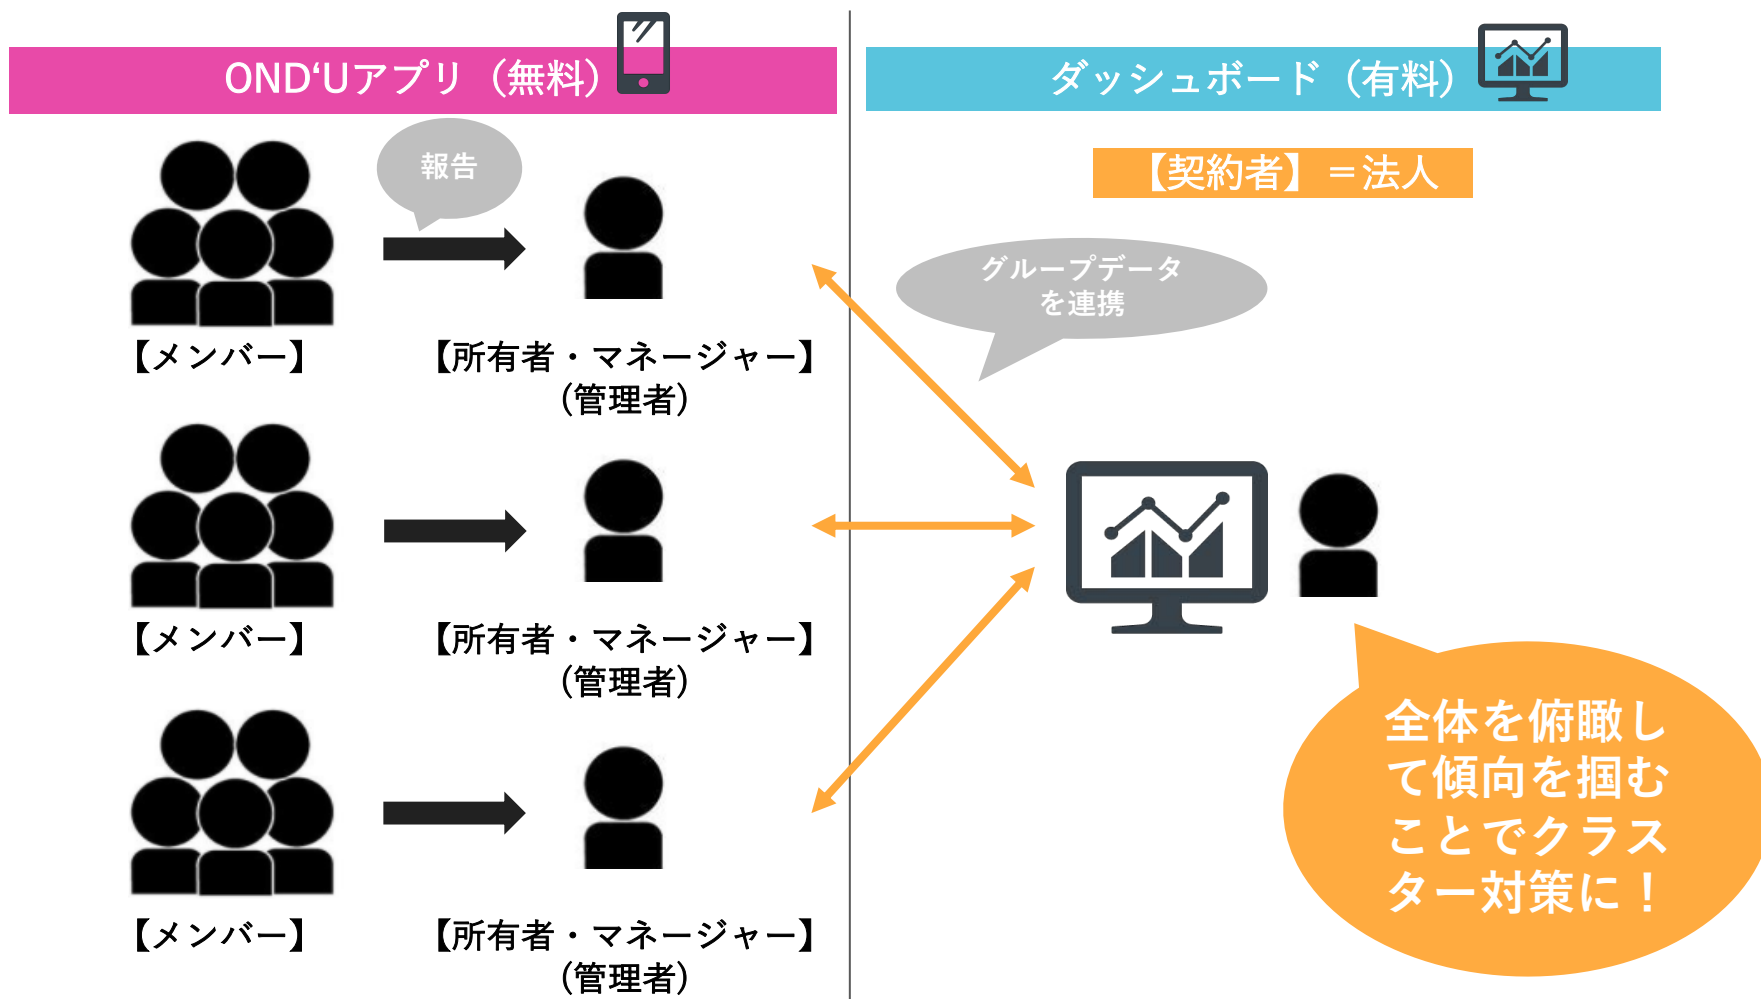 OND‘Uアプリ（無料）
ダッシュボード（有料）
【契約者】＝法人
報告
グループデータ
を連携
【メンバー】
【所有者・マネージャー】
（管理者）
【メンバー】
【所有者・マネージャー】
（管理者）
【メンバー】
【所有者・マネージャー】
（管理者）
全体を俯瞰し
て傾向を掴む
ことでクラス
ター対策に！